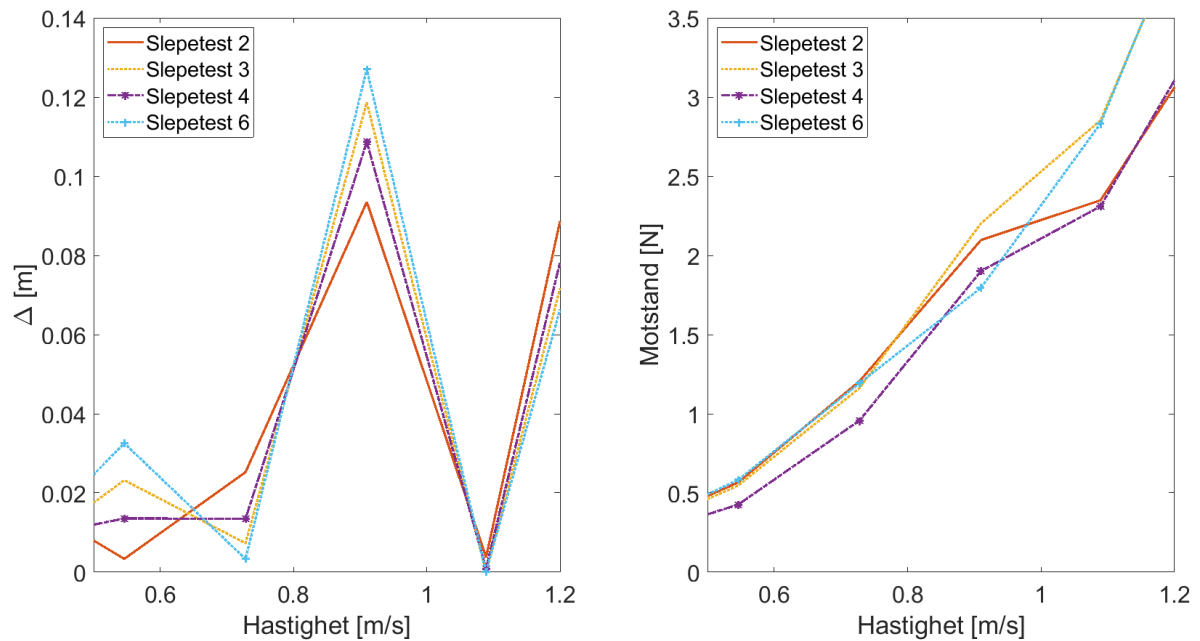 0.14
0.12
0.1
0.08
0.06
0.04
0.02
0
Δ [m]
Slepetest 2
Slepetest 3
Slepetest 4
Slepetest 6
0.6 0.8 1 1.2
Hastighet [m/s]
3.5
3
2.5
2
1.5
1
0.5
0
Motstand [N]
Slepetest 2
Slepetest 3
Slepetest 4
Slepetest 6
0.6 0.8 1 1.2
Hastighet [m/s]